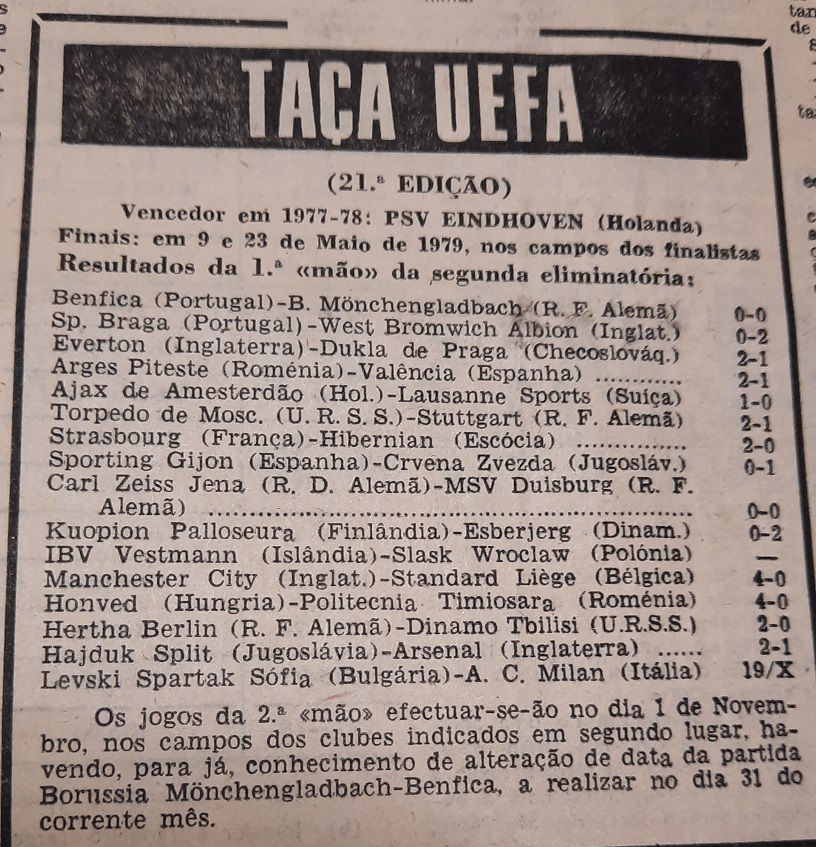 TAÇA UEFA
(21.ª EDIÇÃO)
Vencedor em 1977-78: PSV EINDHOVEN (Holanda)
Finais: em 9 e 23 de Maio de 1979, nos campos dos finalistas
Resultados da 1.ª «mão» da segunda eliminatória:
Benfica (Portugal)-B. Mönchengladbach (R. F. Alemã) 0-0
Sp. Braga (Portugal)-West Bromwich Albion (Inglat.) 0-2
Everton (Inglaterra)-Dukla de Praga (Checoslováq.) 2-1
Arges Piteste (Roménia)-Valência (Espanha) ............ 2-1
Ajax de Amesterdão (Hol.)-Lausanne Sports (Suíça) 1-0
Torpedo de Mosc. (U. R. S. S.)-Stuttgart (R. F. Alemã) 2-1
Strasbourg (França)-Hibernian (Escócia) ............... 2-0
Sporting Gijon (Espanha)-Crvena Zvezda (Jugosláv.) 0-1
Carl Zeiss Jena (R. D. Alemã)-MSV Duisburg (R. F.
Alemã) ................................................................ 0-0
Kuopion Palloseura (Finlândia)-Esberjerg (Dinam.) 0-2
IBV Vestmann (Islândia)-Slask Wroclaw (Polónia) —
Manchester City (Inglat.)-Standard Liège (Bélgica) 4-0
Honved (Hungria)-Politecnia Timiosara (Roménia) 4-0
Hertha Berlin (R. F. Alemã)-Dinamo Tbilisi (U.R.S.S.) 2-0
Hajduk Split (Jugoslávia)-Arsenal (Inglaterra) ...... 2-1
Levski Spartak Sófia (Bulgária)-A. C. Milan (Itália) 19/X
Os jogos da 2.ª «mão» efectuar-se-ão no dia 1 de Novem-
bro, nos campos dos clubes indicados em segundo lugar, ha-
vendo, para já, conhecimento de alteração de data da partida
Borussia Mönchengladbach-Benfica, a realizar no dia 31 do
corrente mês.